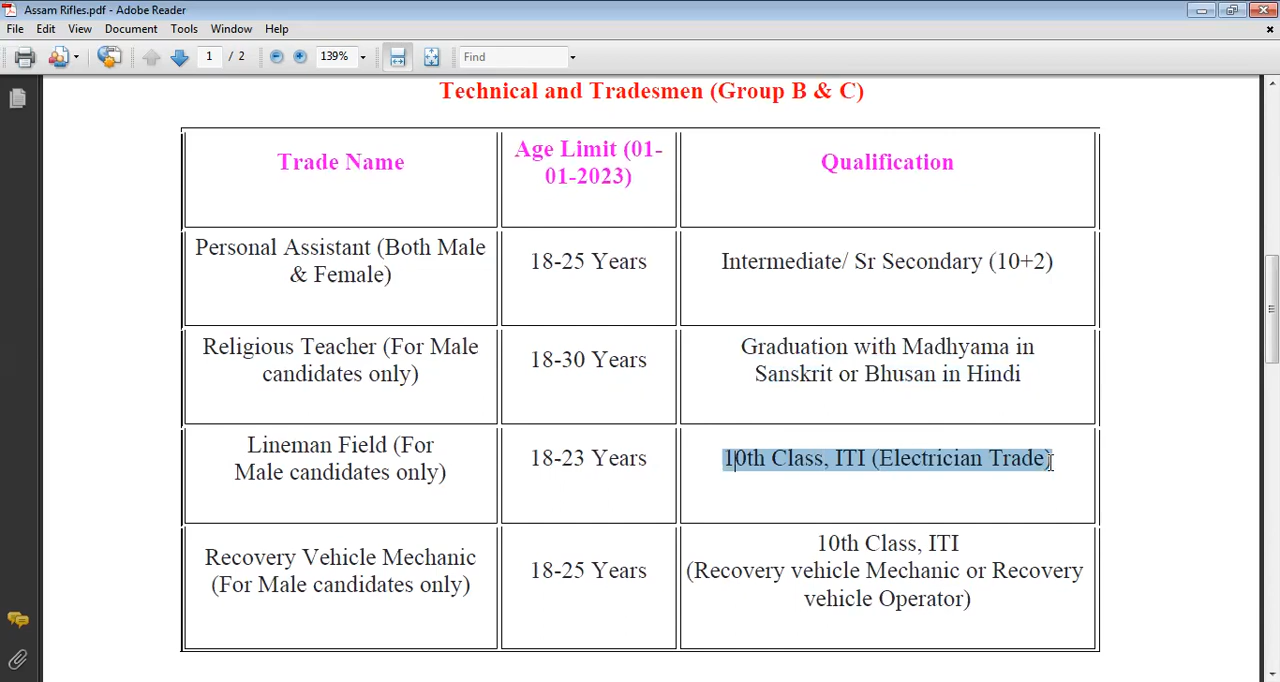 Assam Rifles.pdf - Adobe Reader
File Edit View Document Tools Window Help
1 / 2 139% Find
Technical and Tradesmen (Group B & C)
Trade Name
Age Limit (01-
01-2023)
Qualification
Personal Assistant (Both Male
& Female)
18-25 Years
Intermediate/ Sr Secondary (10+2)
Religious Teacher (For Male
candidates only)
18-30 Years
Graduation with Madhyama in
Sanskrit or Bhusan in Hindi
Lineman Field (For
Male candidates only)
18-23 Years
10th Class, ITI (Electrician Trade)
Recovery Vehicle Mechanic
(For Male candidates only)
18-25 Years
10th Class, ITI
(Recovery vehicle Mechanic or Recovery
vehicle Operator)